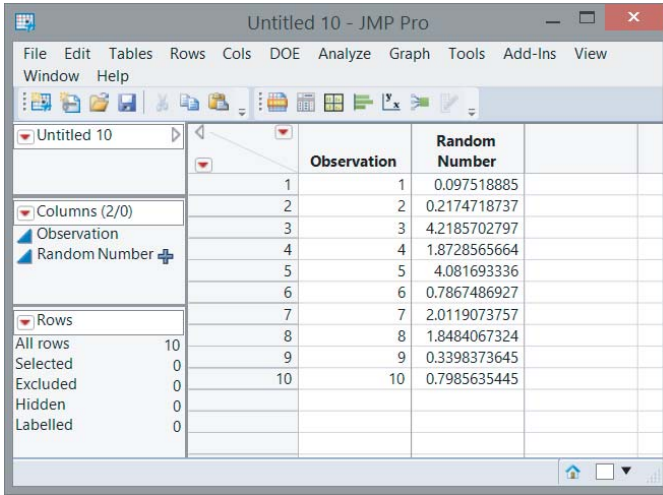 Untitled 10 - JMP Pro
File Edit Tables Rows Cols DOE Analyze Graph Tools Add-Ins View
Window Help
Untitled 10
Columns (2/0)
Observation
Random Number
Rows
All rows 10
Selected 0
Excluded 0
Hidden 0
Labelled 0
Observation Random Number
1 1 0.097518885
2 2 0.2174718737
3 3 4.2185702797
4 4 1.8728565664
5 5 4.081693336
6 6 0.7867486927
7 7 2.0119073757
8 8 1.8484067324
9 9 0.3398373645
10 10 0.7985635445